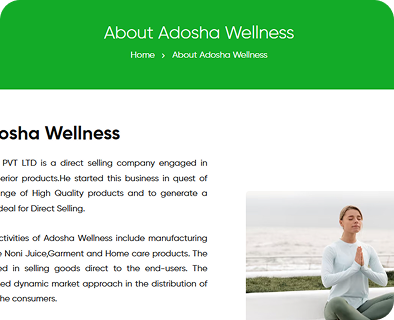 About Adosha Wellness
Home › About Adosha Wellness
osha Wellness
PVT LTD is a direct selling company engaged in
erior products.He started this business in quest of
nge of High Quality products and to generate a
deal for Direct Selling.
ctivities of Adosha Wellness include manufacturing
e Noni Juice,Garment and Home care products. The
ed in selling goods direct to the end-users. The
ed dynamic market approach in the distribution of
he consumers.